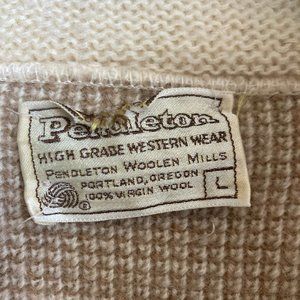 Pendleton
HIGH GRADE WESTERN WEAR
PENDLETON WOOLEN MILLS
PORTLAND, OREGON
100% VIRGIN WOOL
L
®